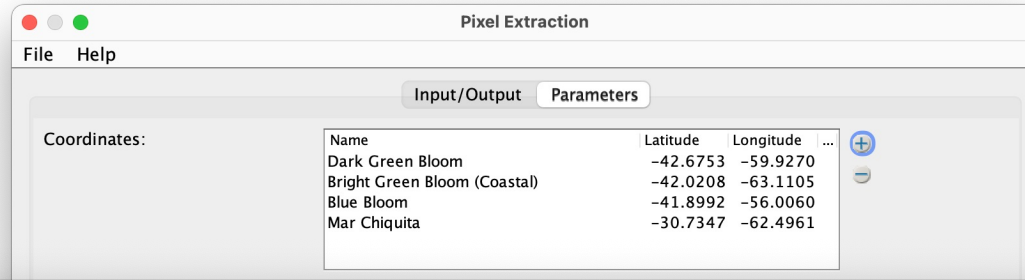 Pixel Extraction
File Help
Input/Output Parameters
Coordinates:
Name Latitude Longitude ...
Dark Green Bloom −42.6753 −59.9270
Bright Green Bloom (Coastal) −42.0208 −63.1105
Blue Bloom −41.8992 −56.0060
Mar Chiquita −30.7347 −62.4961